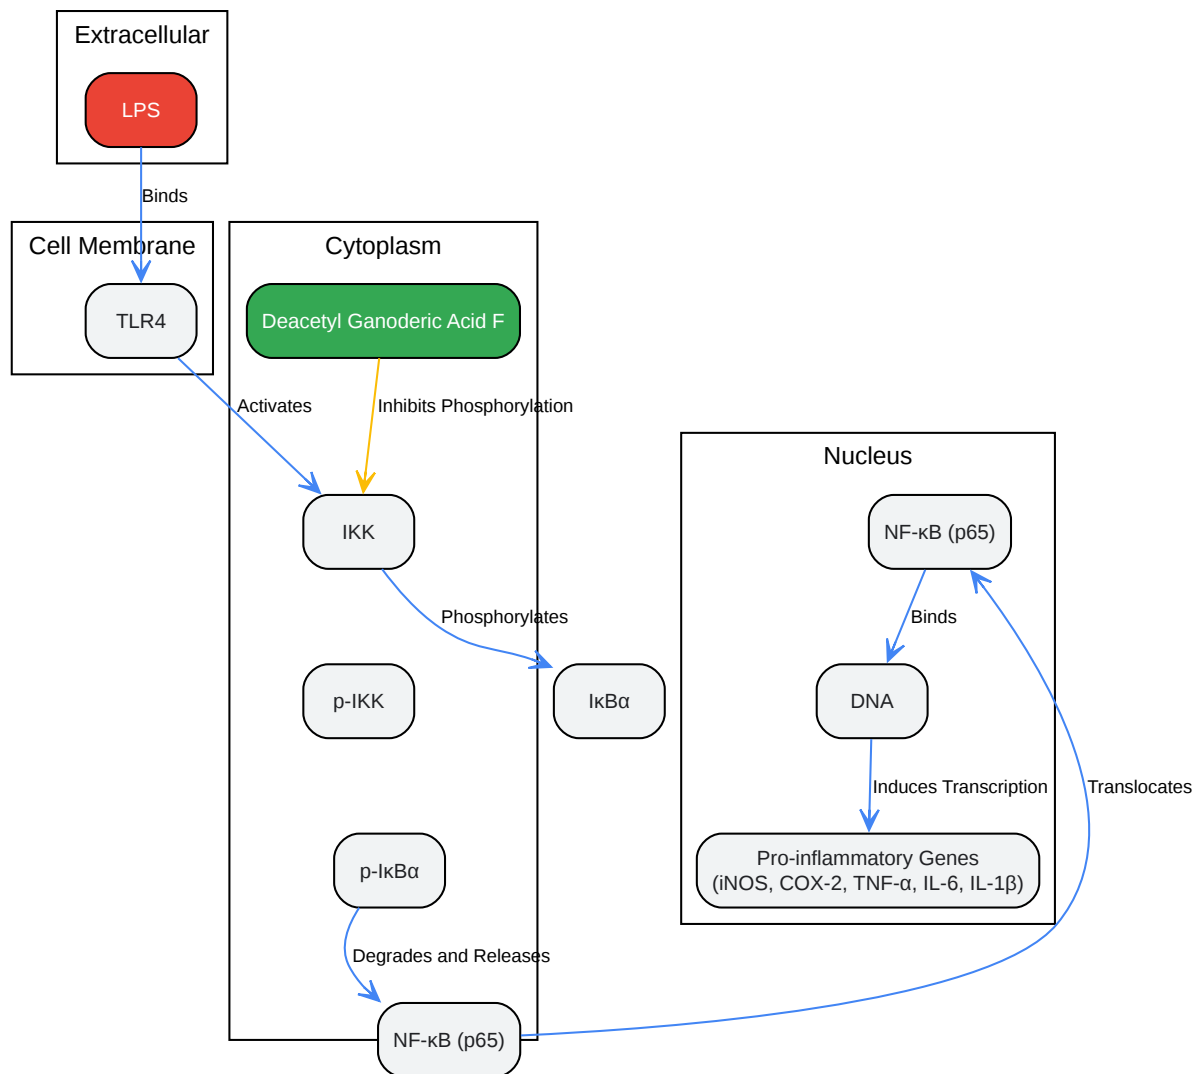 Extracellular
LPS
Binds
Cell Membrane
TLR4
Cytoplasm
Deacetyl Ganoderic Acid F
Activates
Inhibits Phosphorylation
IKK
Phosphorylates
p-IKK
IκBα
p-IκBα
Degrades and Releases
NF-κB (p65)
Translocates
Nucleus
NF-κB (p65)
Binds
DNA
Induces Transcription
Pro-inflammatory Genes
(iNOS, COX-2, TNF-α, IL-6, IL-1β)